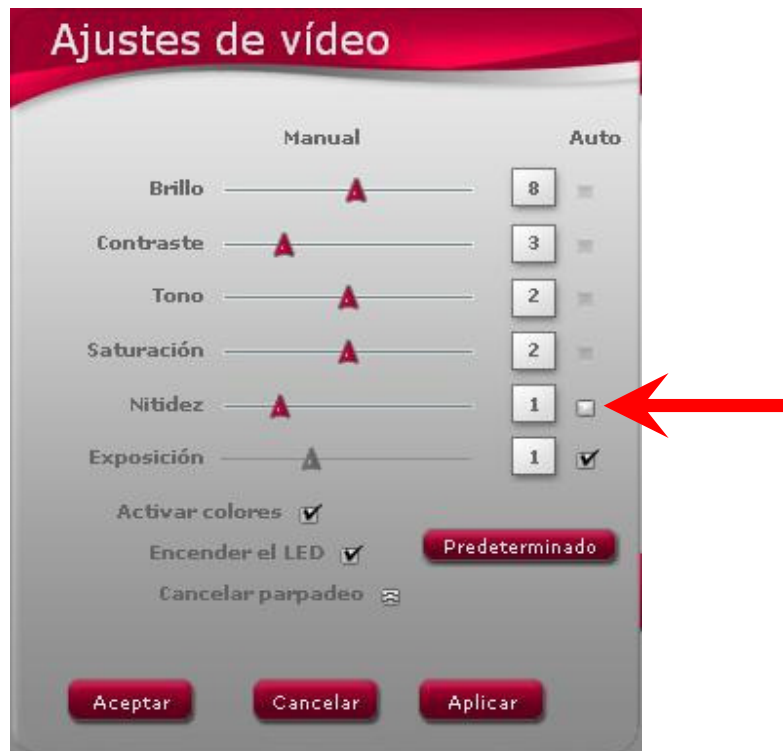 Ajustes de vídeo
Manual Auto
Brillo 8
Contraste 3
Tono 2
Saturación 2
Nitidez 1
Exposición 1
Activar colores
Encender el LED
Predeterminado
Cancelar parpadeo
Aceptar Cancelar Aplicar